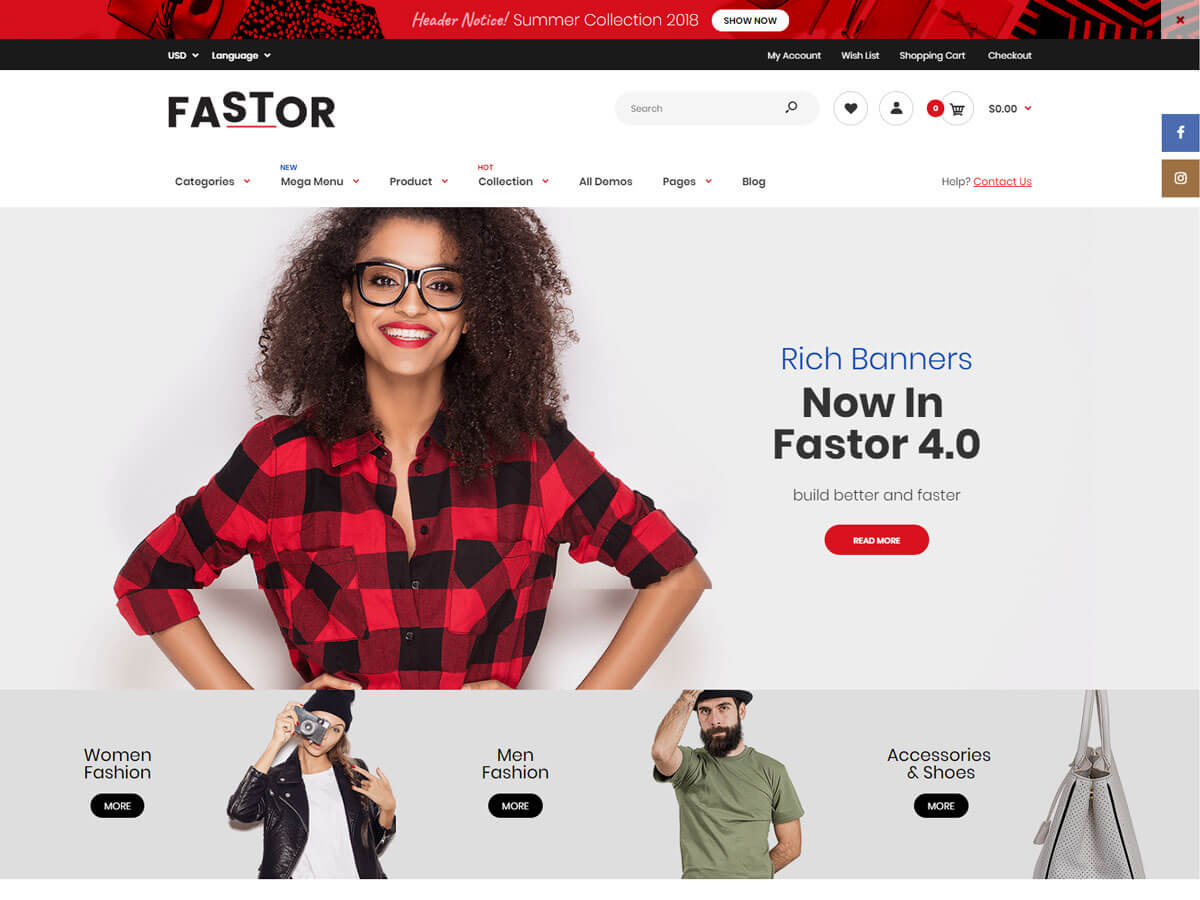 Header Notice! Summer Collection 2018 SHOW NOW
USD Language My Account Wish List Shopping Cart Checkout
FASTOR
Search
0
$0.00
NEW HOT
Categories Mega Menu Product Collection All Demos Pages Blog Help? Contact Us
Rich Banners
Now In
Fastor 4.0
build better and faster
READ MORE
Women
Fashion
MORE
Men
Fashion
MORE
Accessories
& Shoes
MORE